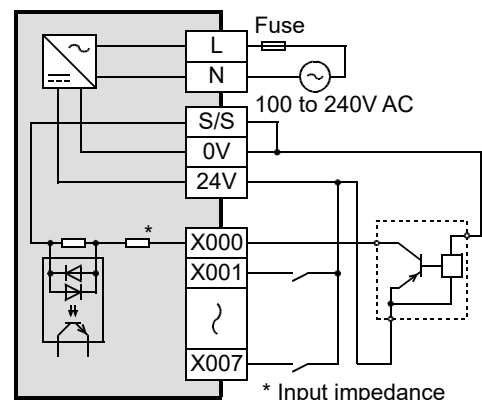 Fuse
L
N
100 to 240V AC
S/S
0V
24V
*
X000
X001
X007
* Input impedance